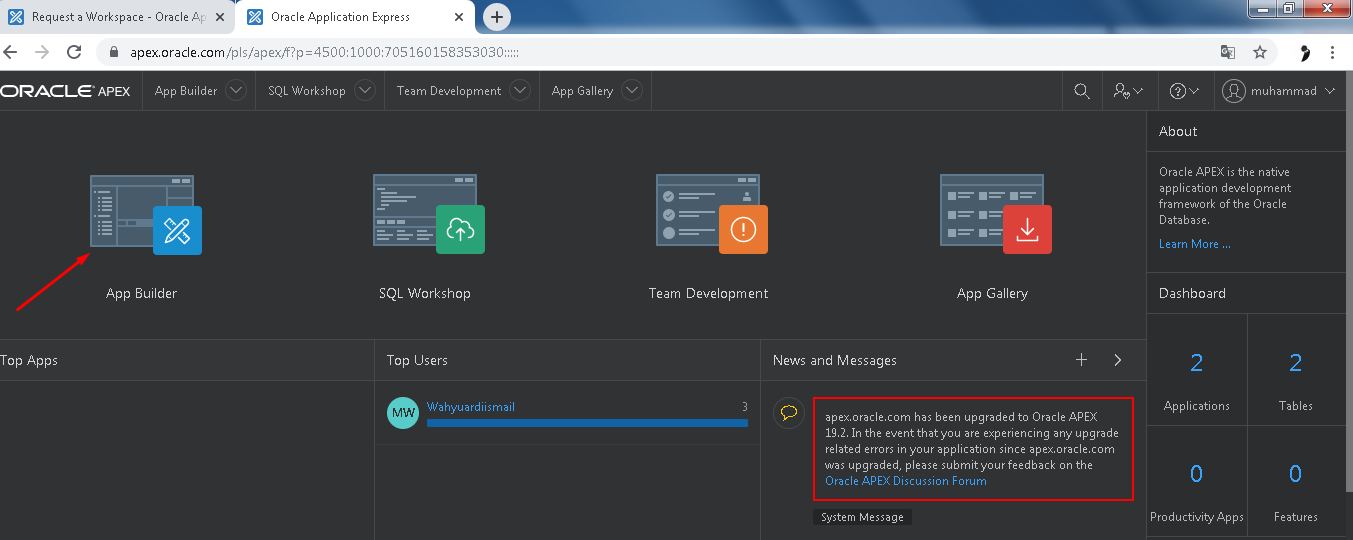 Request a Workspace - Oracle Ap
Oracle Application Express
apex.oracle.com/pls/apex/f?p=4500:1000:705160158353030:::::
ORACLE APEX
App Builder
SQL Workshop
Team Development
App Gallery
muhammad
App Builder
SQL Workshop
Team Development
App Gallery
About
Oracle APEX is the native
application development
framework of the Oracle
Database.
Learn More ...
Dashboard
2
Applications
2
Tables
0
Productivity Apps
0
Features
Top Apps
Top Users
MW
Wahyuardiismail
3
News and Messages
apex.oracle.com has been upgraded to Oracle APEX
19.2. In the event that you are experiencing any upgrade
related errors in your application since apex.oracle.com
was upgraded, please submit your feedback on the
Oracle APEX Discussion Forum
System Message